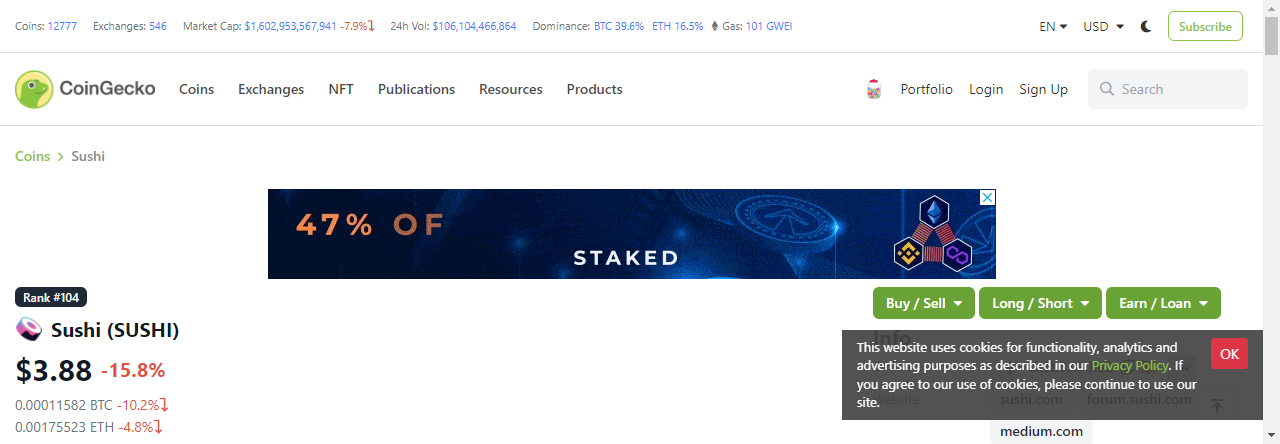 Coins: 12777 Exchanges: 546 Market Cap: $1,602,953,567,941 -7.9% 24h Vol: $106,104,466,864 Dominance: BTC 39.6% ETH 16.5% Gas: 101 GWEI EN USD Subscribe
CoinGecko Coins Exchanges NFT Publications Resources Products Portfolio Login Sign Up Search
Coins > Sushi
47% OF
STAKED
Rank #104
Buy / Sell Long / Short Earn / Loan
Sushi (SUSHI)
Info
$3.88 -15.8%
This website uses cookies for functionality, analytics and
advertising purposes as described in our Privacy Policy. If
you agree to our use of cookies, please continue to use our
site.
OK
Website sushi.com forum.sushi.com
0.00011582 BTC -10.2%
0.00175523 ETH -4.8%
medium.com